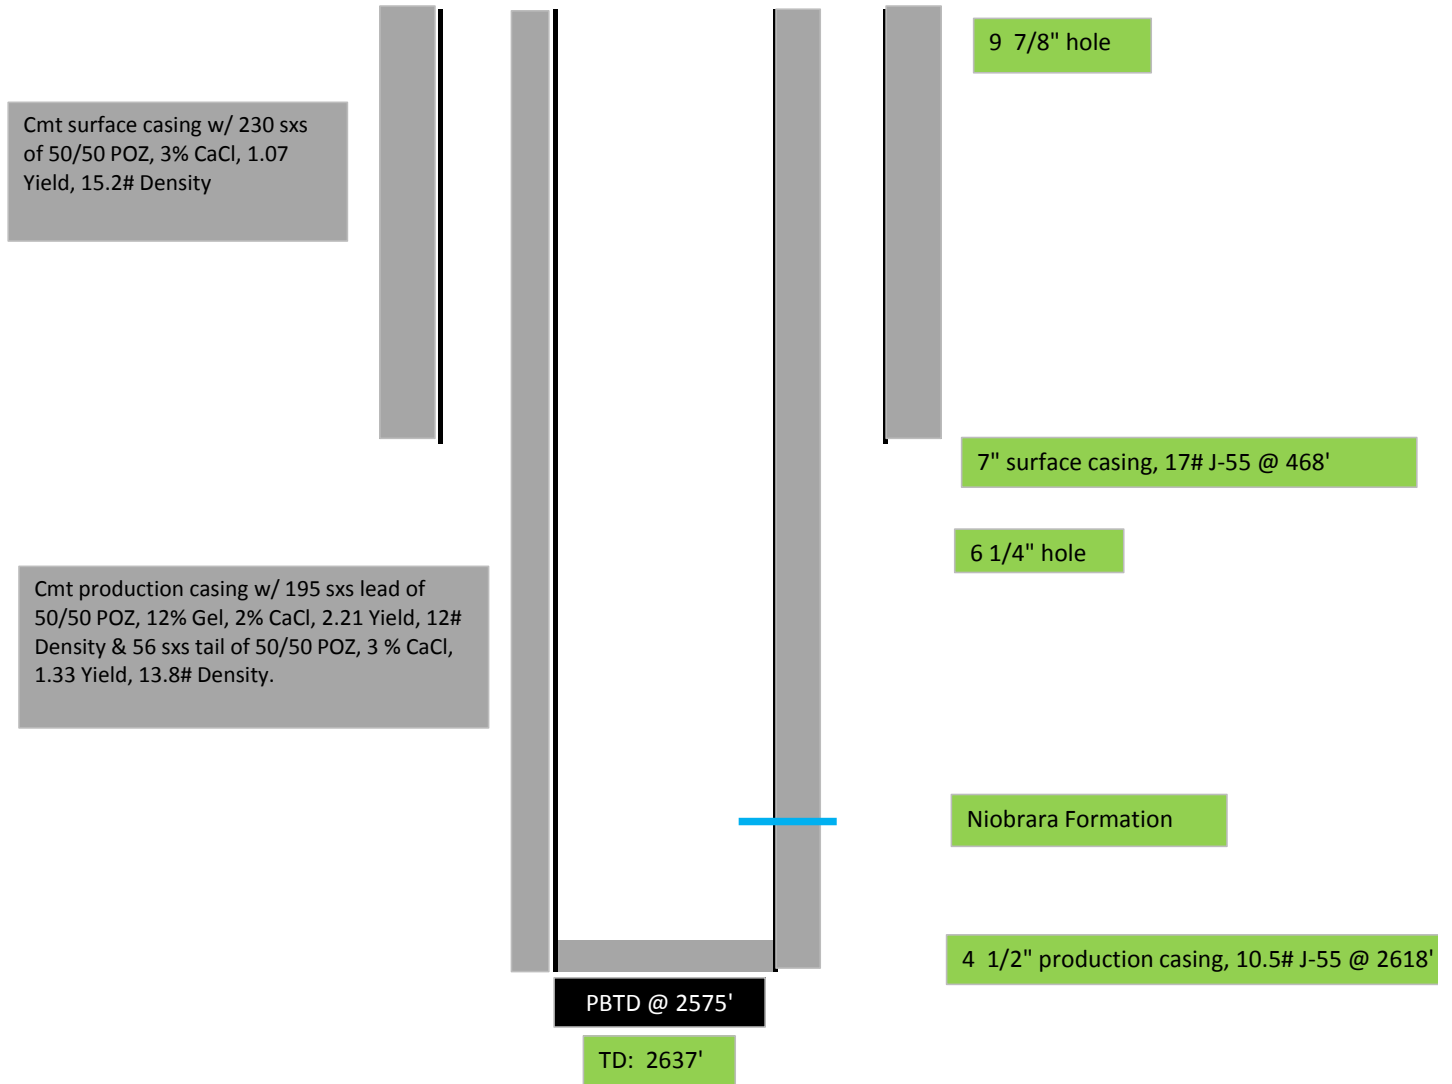 9 7/8" hole
Cmt surface casing w/ 230 sxs
of 50/50 POZ, 3% CaCl, 1.07
Yield, 15.2# Density
7" surface casing, 17# J-55 @ 468'
6 1/4" hole
Cmt production casing w/ 195 sxs lead of
50/50 POZ, 12% Gel, 2% CaCl, 2.21 Yield, 12#
Density & 56 sxs tail of 50/50 POZ, 3 % CaCl,
1.33 Yield, 13.8# Density.
Niobrara Formation
4 1/2" production casing, 10.5# J-55 @ 2618'
PBTD @ 2575'
TD: 2637'